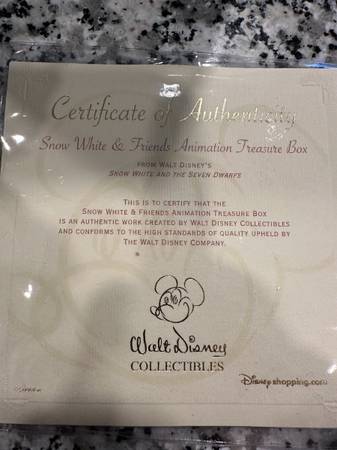 Certificate of Authenticity
Snow White & Friends Animation Treasure Box
FROM WALT DISNEY'S
SNOW WHITE AND THE SEVEN DWARFS
THIS IS TO CERTIFY THAT THE
SNOW WHITE & FRIENDS ANIMATION TREASURE BOX
IS AN AUTHENTIC WORK CREATED BY WALT DISNEY COLLECTIBLES
AND CONFORMS TO THE HIGH STANDARDS OF QUALITY UPHELD BY
THE WALT DISNEY COMPANY.
Walt Disney
COLLECTIBLES
Disneyshopping.com